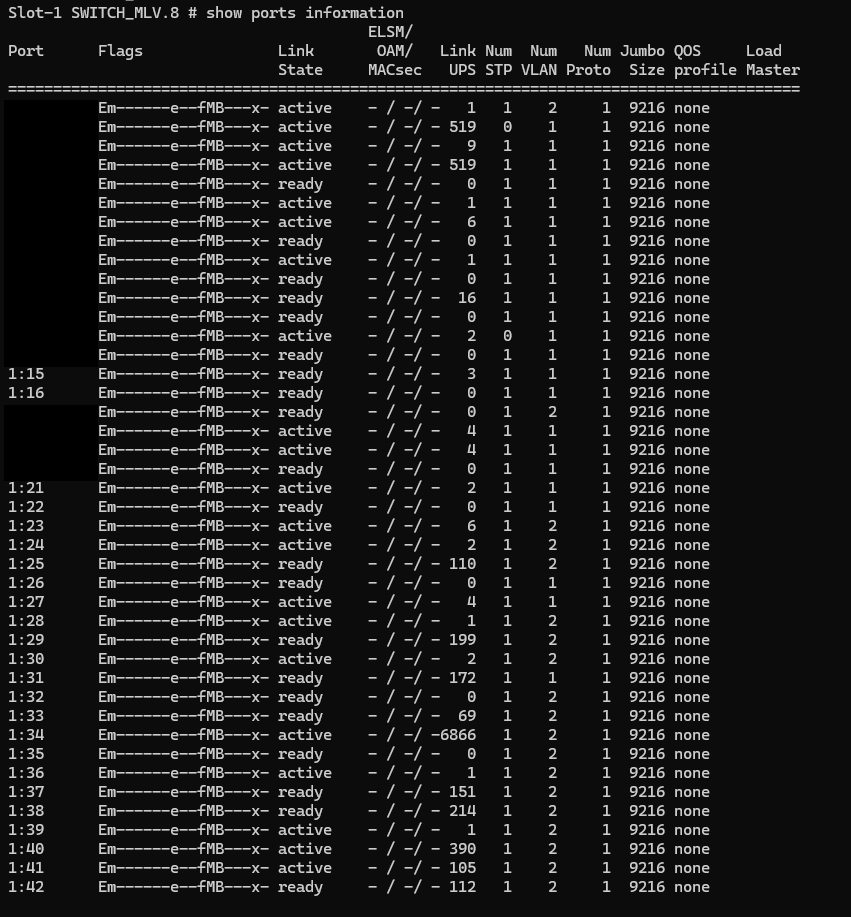 Slot-1 SWITCH_MLV.8 # show ports information
                                        ELSM/
Port      Flags               Link       OAM/   Link Num  Num   Num Jumbo QOS     Load
                              State     MACsec   UPS STP VLAN Proto  Size profile Master
========================================================================================
          Em------e--fMB---x- active    - / -/ -   1   1    2     1  9216 none
          Em------e--fMB---x- active    - / -/ - 519   0    1     1  9216 none
          Em------e--fMB---x- active    - / -/ -   9   1    1     1  9216 none
          Em------e--fMB---x- active    - / -/ - 519   1    1     1  9216 none
          Em------e--fMB---x- ready     - / -/ -   0   1    1     1  9216 none
          Em------e--fMB---x- active    - / -/ -   1   1    1     1  9216 none
          Em------e--fMB---x- active    - / -/ -   6   1    1     1  9216 none
          Em------e--fMB---x- ready     - / -/ -   0   1    1     1  9216 none
          Em------e--fMB---x- active    - / -/ -   1   1    1     1  9216 none
          Em------e--fMB---x- ready     - / -/ -   0   1    1     1  9216 none
          Em------e--fMB---x- ready     - / -/ -  16   1    1     1  9216 none
          Em------e--fMB---x- ready     - / -/ -   0   1    1     1  9216 none
          Em------e--fMB---x- active    - / -/ -   2   0    1     1  9216 none
          Em------e--fMB---x- ready     - / -/ -   0   1    1     1  9216 none
1:15      Em------e--fMB---x- ready     - / -/ -   3   1    1     1  9216 none
1:16      Em------e--fMB---x- ready     - / -/ -   0   1    1     1  9216 none
          Em------e--fMB---x- ready     - / -/ -   0   1    2     1  9216 none
          Em------e--fMB---x- active    - / -/ -   4   1    1     1  9216 none
          Em------e--fMB---x- active    - / -/ -   4   1    1     1  9216 none
          Em------e--fMB---x- ready     - / -/ -   0   1    1     1  9216 none
1:21      Em------e--fMB---x- active    - / -/ -   2   1    1     1  9216 none
1:22      Em------e--fMB---x- ready     - / -/ -   0   1    1     1  9216 none
1:23      Em------e--fMB---x- active    - / -/ -   6   1    2     1  9216 none
1:24      Em------e--fMB---x- active    - / -/ -   2   1    2     1  9216 none
1:25      Em------e--fMB---x- ready     - / -/ - 110   1    2     1  9216 none
1:26      Em------e--fMB---x- ready     - / -/ -   0   1    1     1  9216 none
1:27      Em------e--fMB---x- active    - / -/ -   4   1    1     1  9216 none
1:28      Em------e--fMB---x- active    - / -/ -   1   1    2     1  9216 none
1:29      Em------e--fMB---x- ready     - / -/ - 199   1    2     1  9216 none
1:30      Em------e--fMB---x- active    - / -/ -   2   1    2     1  9216 none
1:31      Em------e--fMB---x- ready     - / -/ - 172   1    1     1  9216 none
1:32      Em------e--fMB---x- ready     - / -/ -   0   1    2     1  9216 none
1:33      Em------e--fMB---x- ready     - / -/ -  69   1    2     1  9216 none
1:34      Em------e--fMB---x- active    - / -/ -6866   1    2     1  9216 none
1:35      Em------e--fMB---x- ready     - / -/ -   0   1    2     1  9216 none
1:36      Em------e--fMB---x- active    - / -/ -   1   1    2     1  9216 none
1:37      Em------e--fMB---x- ready     - / -/ - 151   1    2     1  9216 none
1:38      Em------e--fMB---x- ready     - / -/ - 214   1    2     1  9216 none
1:39      Em------e--fMB---x- active    - / -/ -   1   1    2     1  9216 none
1:40      Em------e--fMB---x- active    - / -/ - 390   1    2     1  9216 none
1:41      Em------e--fMB---x- active    - / -/ - 105   1    2     1  9216 none
1:42      Em------e--fMB---x- ready     - / -/ - 112   1    2     1  9216 none